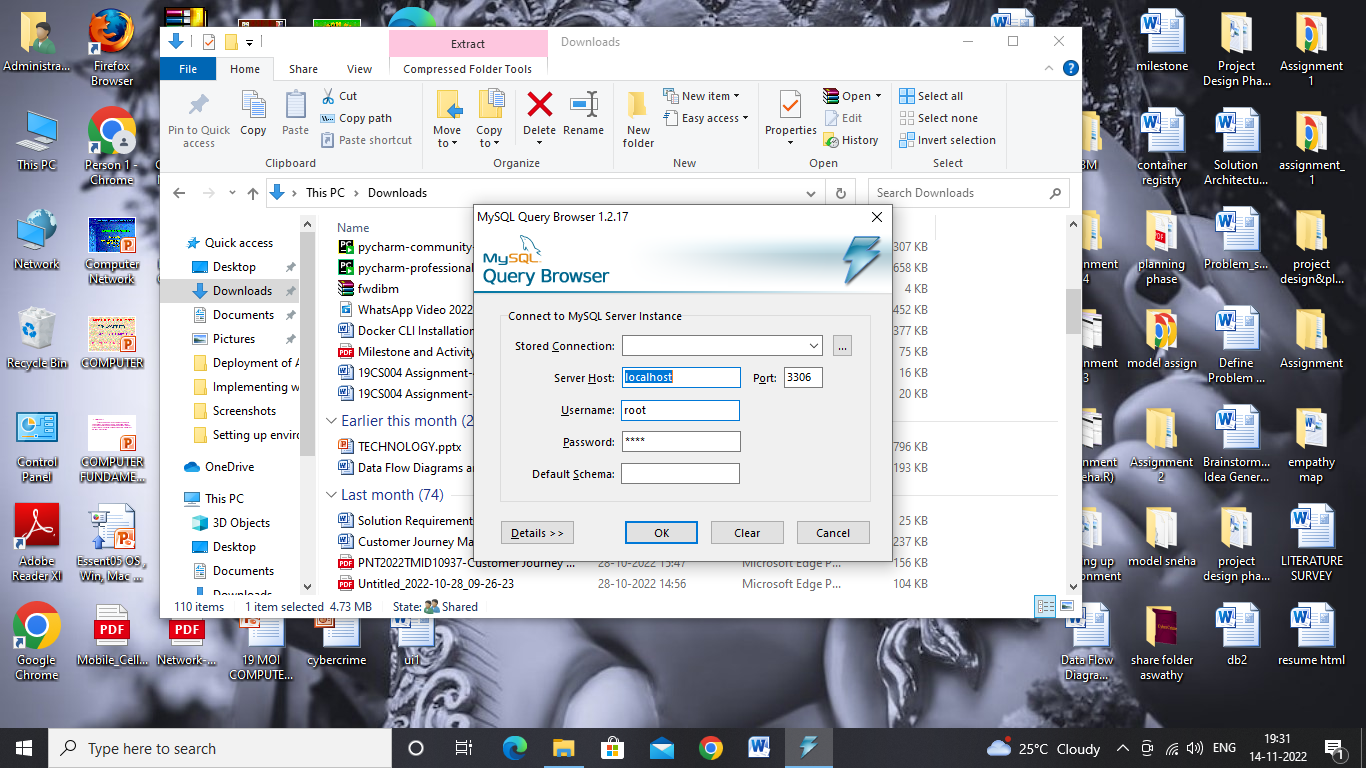 Extract
Downloads
File
Home
Share
View
Compressed Folder Tools
Pin to Quick
access
Copy
Paste
Cut
Copy path
Paste shortcut
Clipboard
Move
to
Copy
to
Delete
Rename
Organize
New
folder
New item
Easy access
New
Properties
Open
Edit
History
Open
Select all
Select none
Invert selection
Select
This PC
Downloads
Search Downloads
Quick access
Desktop
Downloads
Documents
Pictures
Deployment of A
Implementing w
Screenshots
Setting up enviro
OneDrive
This PC
3D Objects
Desktop
Documents
Downloads
Name
pycharm-community- 307 KB
pycharm-professional 658 KB
fwdibm 4 KB
WhatsApp Video 2022 452 KB
Docker CLI Installation 377 KB
Milestone and Activity 75 KB
19CS004 Assignment- 16 KB
19CS004 Assignment- 20 KB
Earlier this month (2
TECHNOLOGY.pptx 796 KB
Data Flow Diagrams a 193 KB
Last month (74)
Solution Requirement 25 KB
Customer Journey Ma 237 KB
PNT2022TMID10937-Customer Journey ... 28-10-2022 15:47 Microsoft Edge P... 156 KB
Untitled_2022-10-28_09-26-23 28-10-2022 14:56 Microsoft Edge P... 104 KB
110 items 1 item selected 4.73 MB State: Shared
MySQL Query Browser 1.2.17
MySQL
Query Browser
Connect to MySQL Server Instance
Stored Connection:
...
Server Host: localhost Port: 3306
Username: root
Password: ****
Default Schema:
Details >> OK Clear Cancel
Administra...
Firefox
Browser
This PC
Person 1 -
Chrome
Network
Computer
Network
Recycle Bin
COMPUTER
Control
Panel
COMPUTER
FUNDAME...
Adobe
Reader XI
Essent05 OS ,
Win, Mac ...
Google
Chrome
Mobile_Cell...
Network-...
19 MOI
COMPUTE...
cybercrime
ui1
milestone
Project
Design Pha...
Assignment
1
container
registry
Solution
Architectu...
assignment_
1
planning
phase
Problem_s...
project
design&pl...
model assign
Define
Problem ...
Assignment
Assignment
2
Brainstorm...
Idea Gener...
empathy
map
model sneha
project
design pha...
LITERATURE
SURVEY
Data Flow
Diagra...
share folder
aswathy
db2
resume html
Type here to search
25°C Cloudy
ENG
19:31
14-11-2022
1